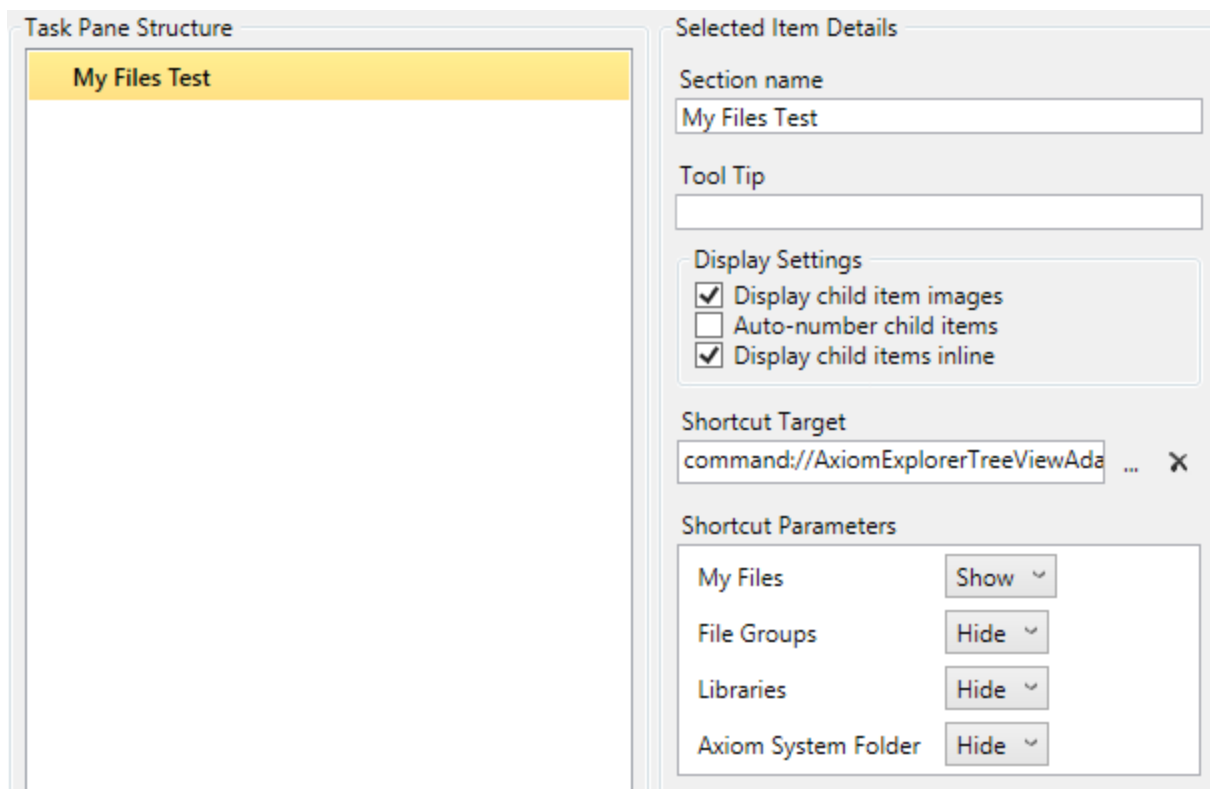 Task Pane Structure
My Files Test
Selected Item Details
Section name
My Files Test
Tool Tip
Display Settings
Display child item images
Auto-number child items
Display child items inline
Shortcut Target
command://AxiomExplorerTreeViewAda ...
Shortcut Parameters
My Files Show
File Groups Hide
Libraries Hide
Axiom System Folder Hide